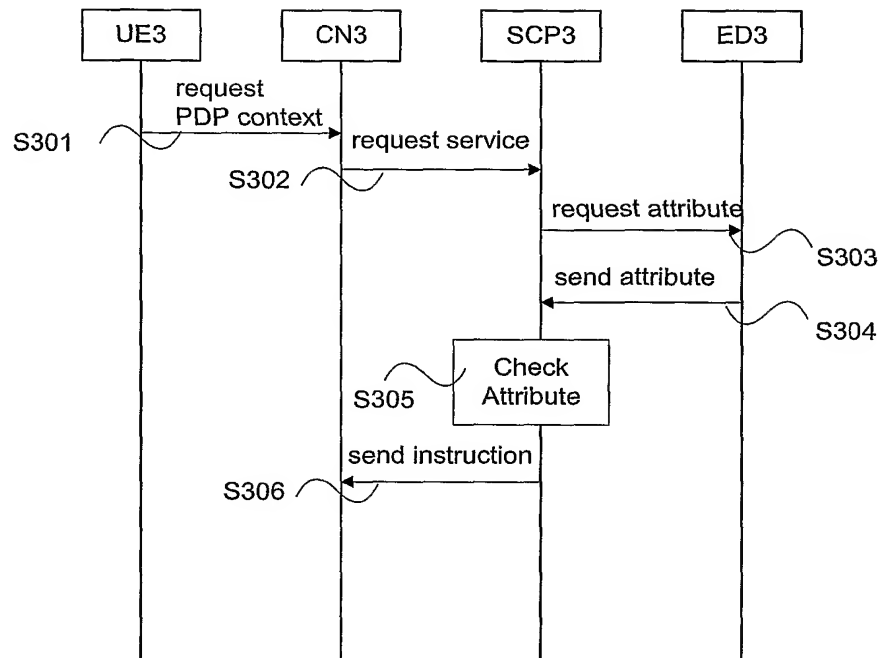 UE3
CN3
SCP3
ED3
request
PDP context
S301
request service
S302
request attribute
S303
send attribute
S304
Check
Attribute
S305
send instruction
S306